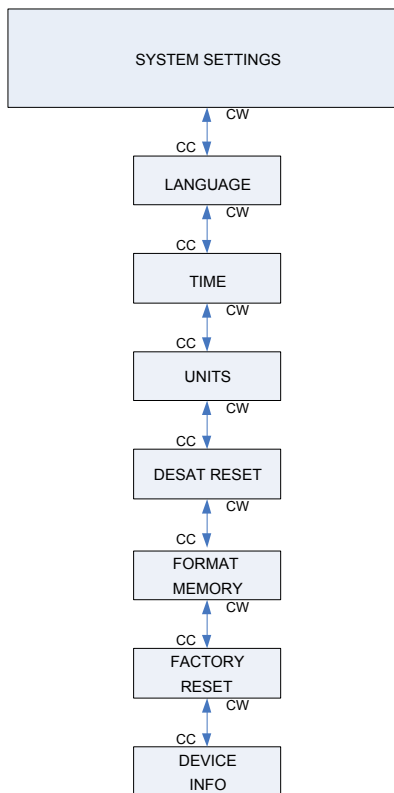 SYSTEM SETTINGS
CW
CC
LANGUAGE
CW
CC
TIME
CW
CC
UNITS
CW
CC
DESAT RESET
CW
CC
FORMAT
MEMORY
CW
CC
FACTORY
RESET
CW
CC
DEVICE
INFO